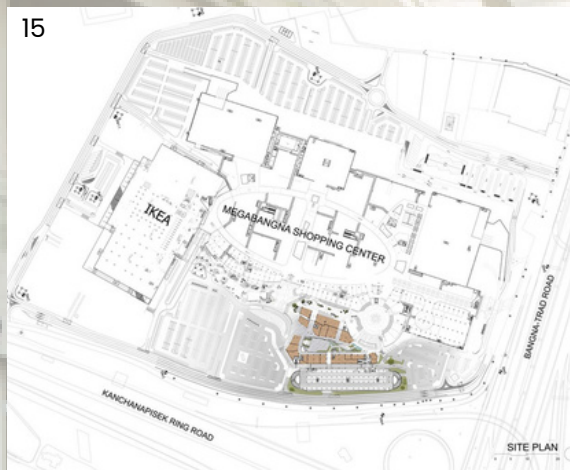 15
IKEA
MEGABANGNA SHOPPING CENTER
BANGNA-TRAD ROAD
KANCHANAPISEK RING ROAD
SITE PLAN